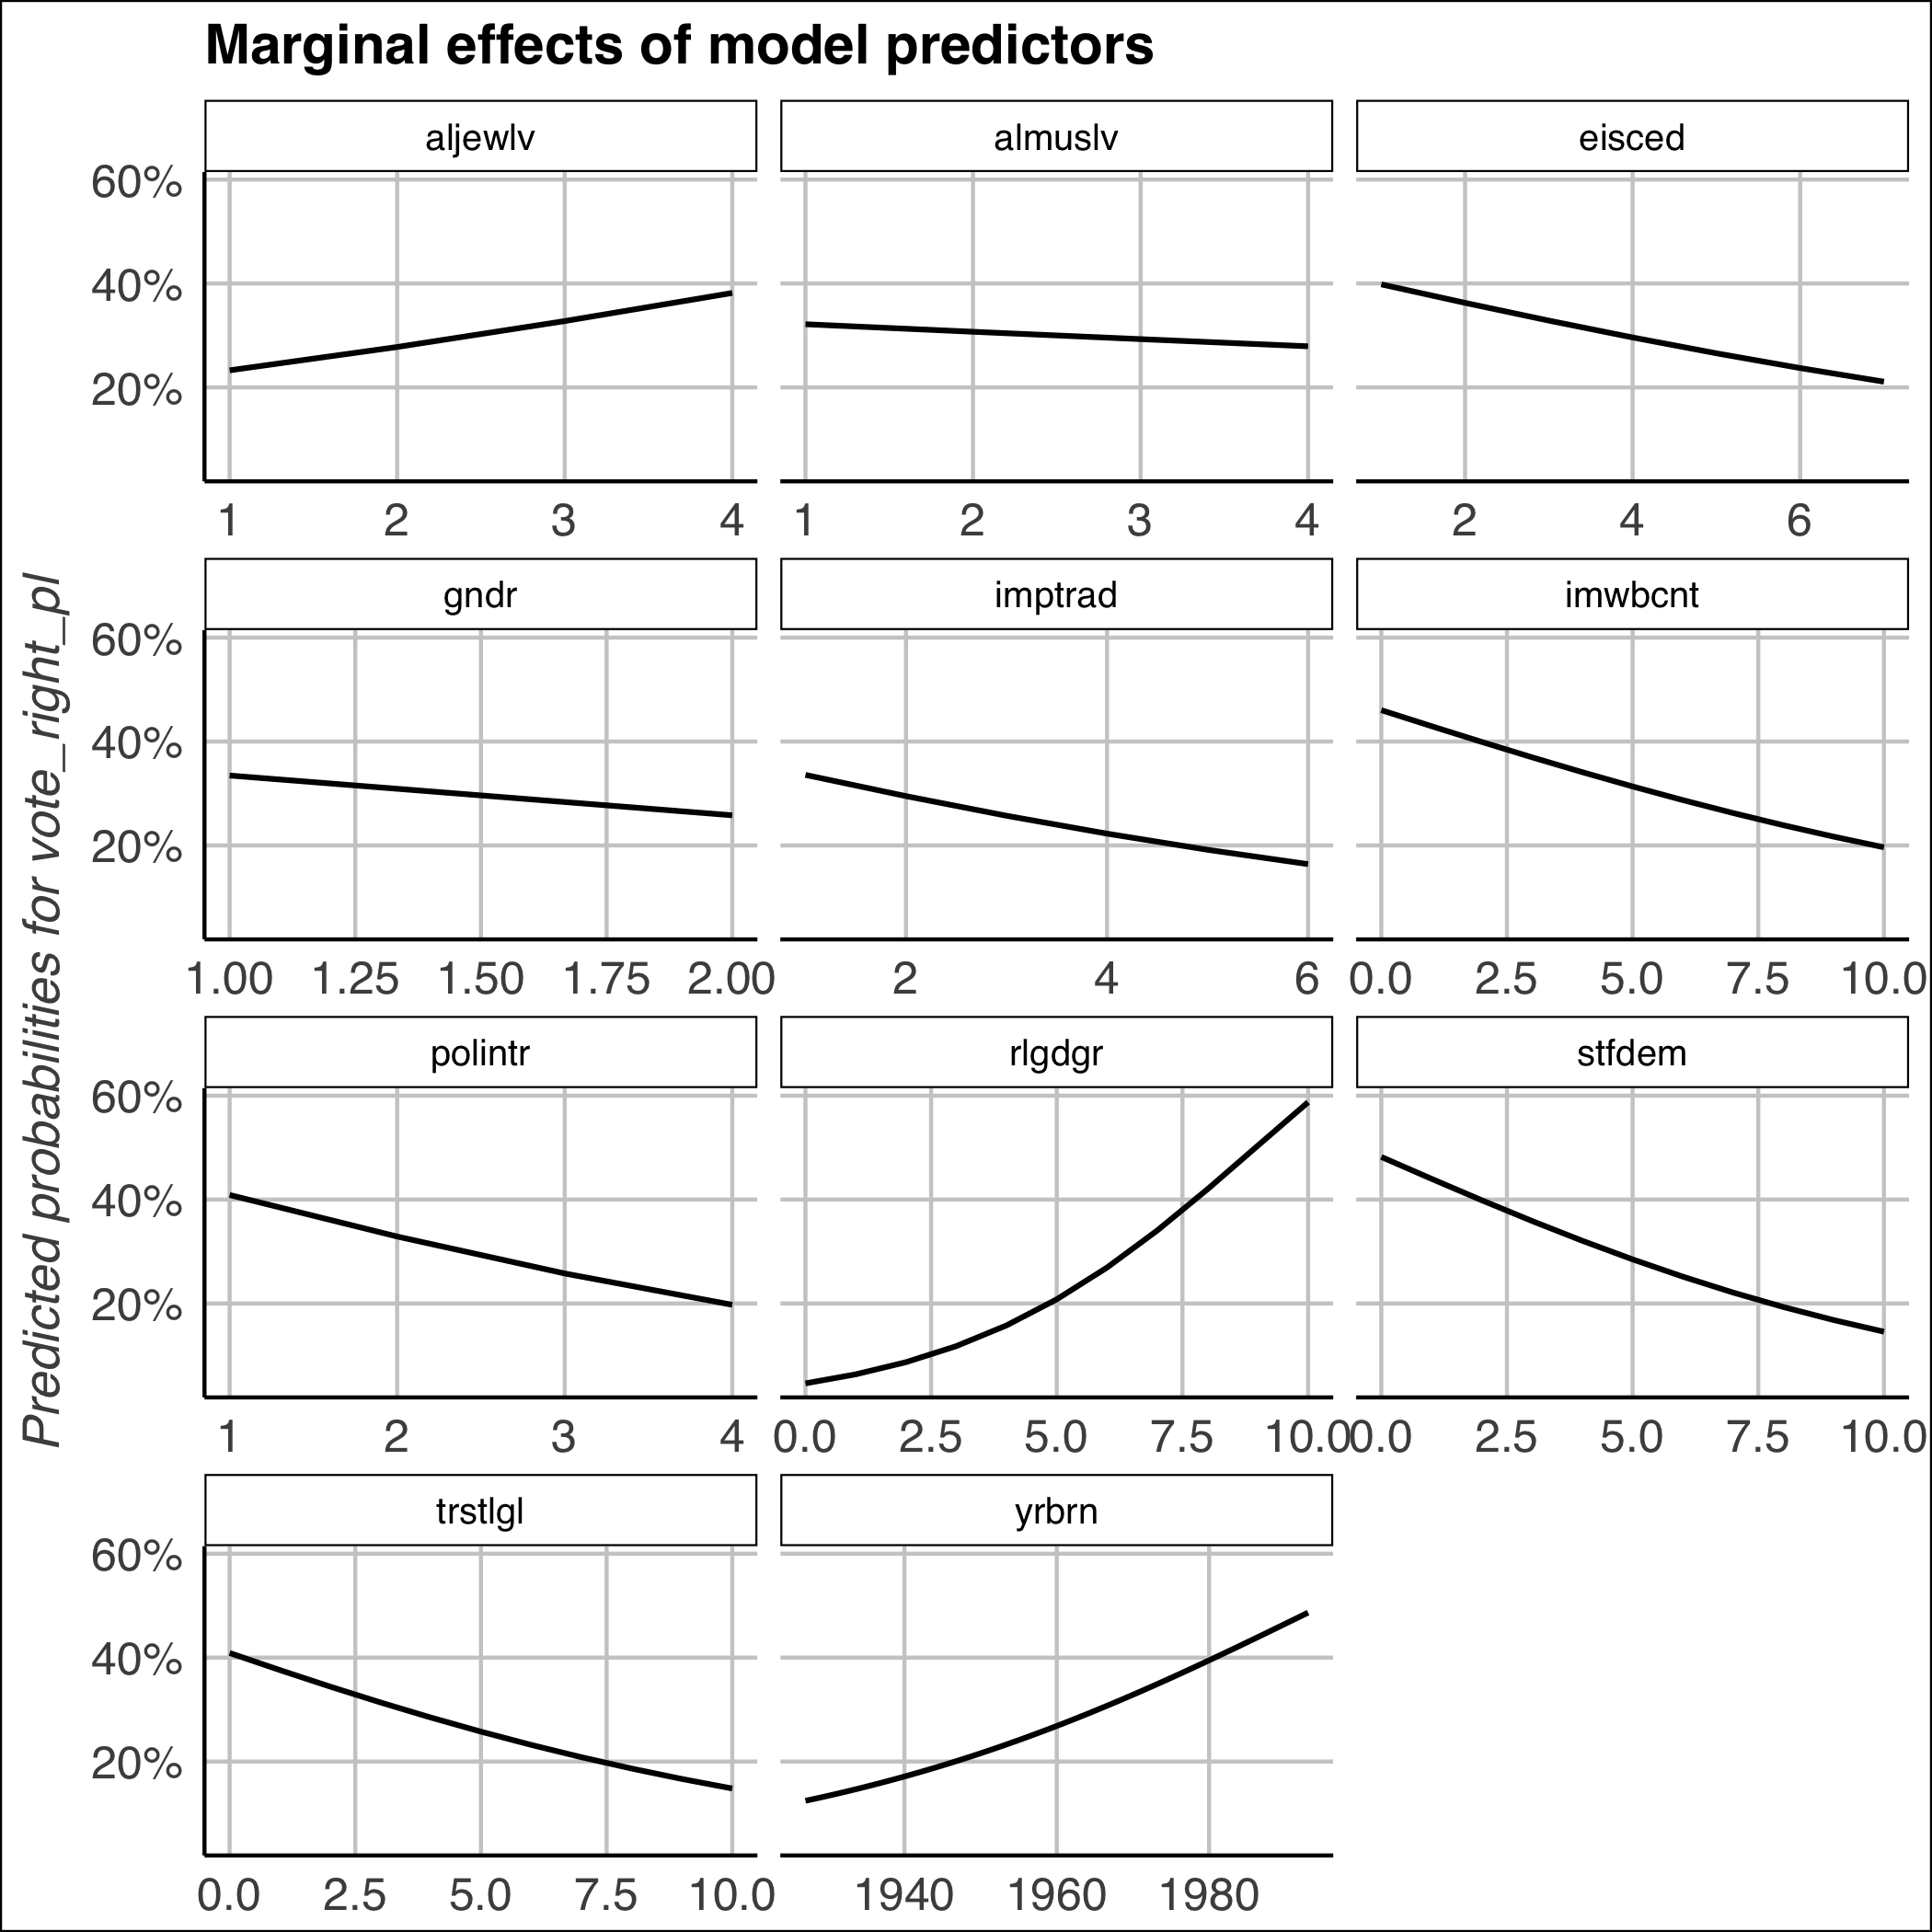 Marginal effects of model predictors
Predicted probabilities for vote_right_pl
aljewlv almuslv eisced
60%
40%
20%
1 2 3 4 1 2 3 4 2 4 6
gndr imptrad imwbcnt
60%
40%
20%
1.00 1.25 1.50 1.75 2.00 2 4 6 0.0 2.5 5.0 7.5 10.0
polintr rlgdgr stfdem
60%
40%
20%
1 2 3 4 0.0 2.5 5.0 7.5 10.0 0.0 2.5 5.0 7.5 10.0
trstlgl yrbrn
60%
40%
20%
0.0 2.5 5.0 7.5 10.0 1940 1960 1980